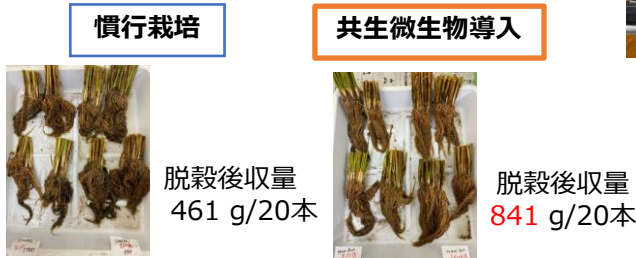 慣行栽培
共生微生物導入
脱穀後収量
461 g/20本
脱穀後収量
841 g/20本